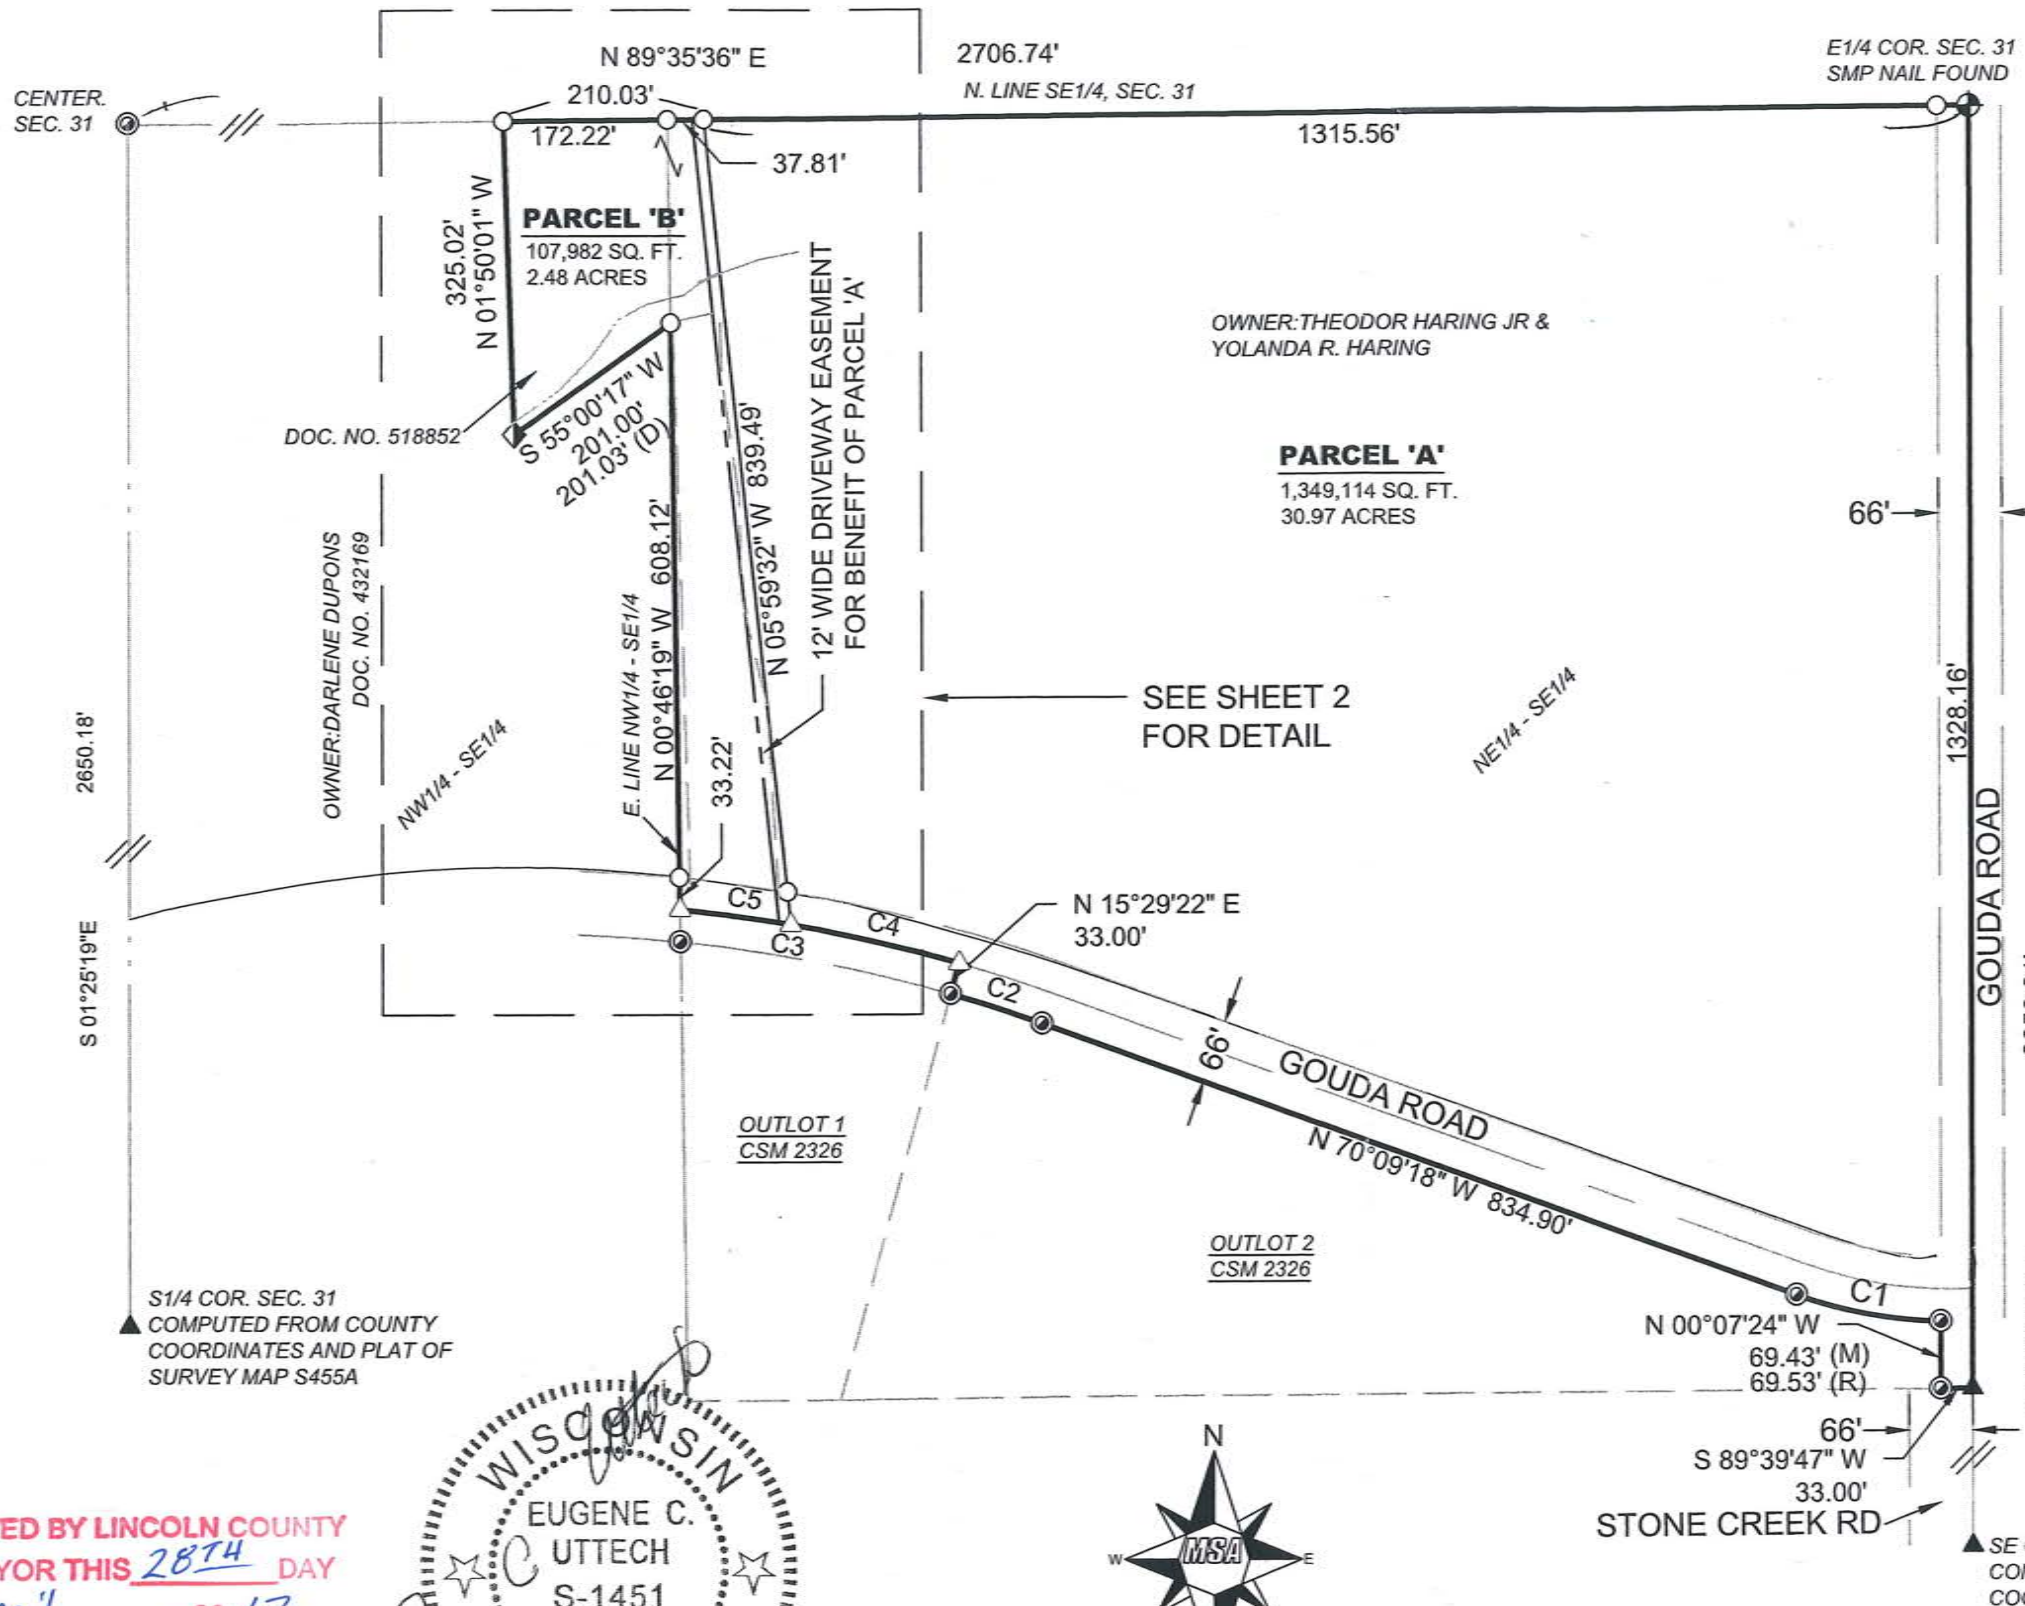 N 89°35'36" E
2706.74'
E1/4 COR. SEC. 31
SMP NAIL FOUND
CENTER.
SEC. 31
210.03'
N. LINE SE1/4, SEC. 31
172.22'
37.81'
1315.56'
325.02'
N 01°50'01" W
PARCEL 'B'
107,982 SQ. FT.
2.48 ACRES
12' WIDE DRIVEWAY EASEMENT
FOR BENEFIT OF PARCEL 'A'
OWNER:THEODOR HARING JR &
YOLANDA R. HARING
DOC. NO. 518852
S 55°00'17" W
201.00'
201.03' (D)
N 05°59'32" W 839.49'
PARCEL 'A'
1,349,114 SQ. FT.
30.97 ACRES
66'
OWNER:DARLENE DUPONS
DOC. NO. 432169
E. LINE NW1/4 - SE1/4
N 00°46'19" W 608.12'
SEE SHEET 2
FOR DETAIL
NE1/4 - SE1/4
1328.16'
GOUDA ROAD
2650.18'
S 01°25'19"E
NW1/4 - SE1/4
33.22'
C5
C4
C3
N 15°29'22" E
33.00'
C2
66'
GOUDA ROAD
N 70°09'18" W 834.90'
OUTLOT 1
CSM 2326
OUTLOT 2
CSM 2326
C1
S1/4 COR. SEC. 31
COMPUTED FROM COUNTY
COORDINATES AND PLAT OF
SURVEY MAP S455A
N 00°07'24" W
69.43' (M)
69.53' (R)
66'
S 89°39'47" W
33.00'
STONE CREEK RD
WISCONSIN
EUGENE C.
UTTECH
S-1451
N
W
MSA
E
ED BY LINCOLN COUNTY
YOR THIS 28TH DAY
SE
CO
COO